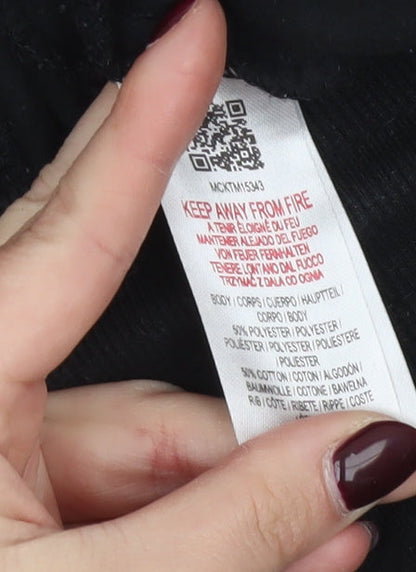 MCKTM15343
KEEP AWAY FROM FIRE
A TENIR ÉLOIGNÉ DU FEU
MANTENER ALEJADO DEL FUEGO
VON FEUER FERNHALTEN
TENERE LONTANO DAL FUOCO
TRZYMAĆ Z DALA OD OGNIA
BODY / CORPS / CUERPO / HAUPTTEIL /
CORPO / BODY
50% POLYESTER / POLYESTER /
POLIÉSTER / POLYESTER / POLIESTERE
/ POLIESTER
50% COTTON / COTON / ALGODÓN /
BAUMWOLLE / COTONE / BAWEŁNA
RIB / CÔTE / RIBETE / RIPPE / COSTE